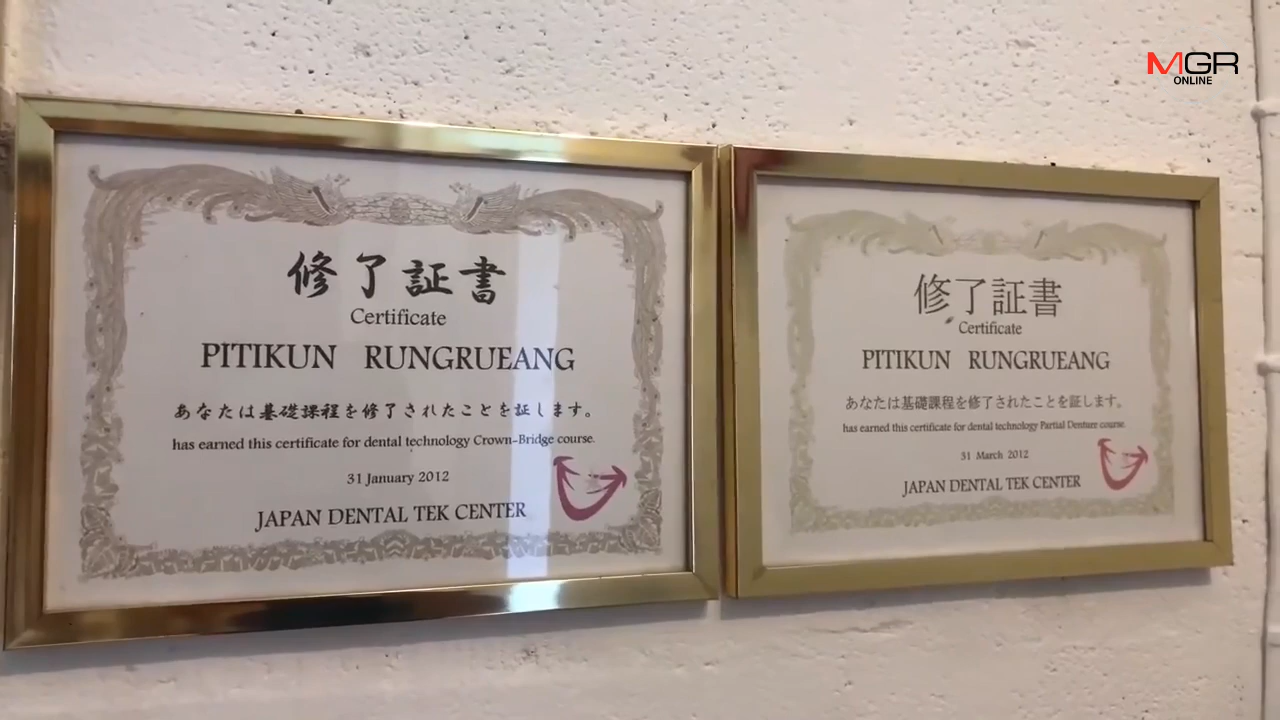 MGR
ONLINE
修了証書
Certificate
PITIKUN RUNGRUEANG
あなたは基礎課程を修了されたことを証します。
has earned this certificate for dental technology Crown-Bridge course.
31 January 2012
JAPAN DENTAL TEK CENTER
修了証書
Certificate
PITIKUN RUNGRUEANG
あなたは基礎課程を修了されたことを証します。
has earned this certificate for dental technology Partial Denture course.
31 March 2012
JAPAN DENTAL TEK CENTER